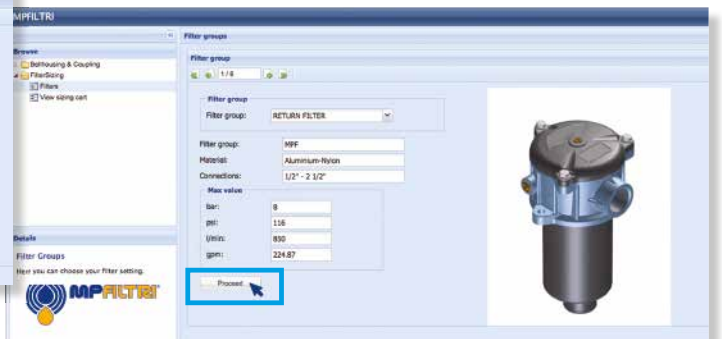 MPFILTRI
Browse
Bellhousing & Coupling
FilterSizing
Filters
View sizing cart
Details
Filter Groups
Here you can choose your filter setting.
MPFILTRI
Filter groups
Filter group
1/6
Filter group
Filter group: RETURN FILTER
Filter group: MPF
Material: Aluminium-Nylon
Connections: 1/2" - 2 1/2"
Max value
bar: 8
psi: 116
l/min: 850
gpm: 224.87
Proceed